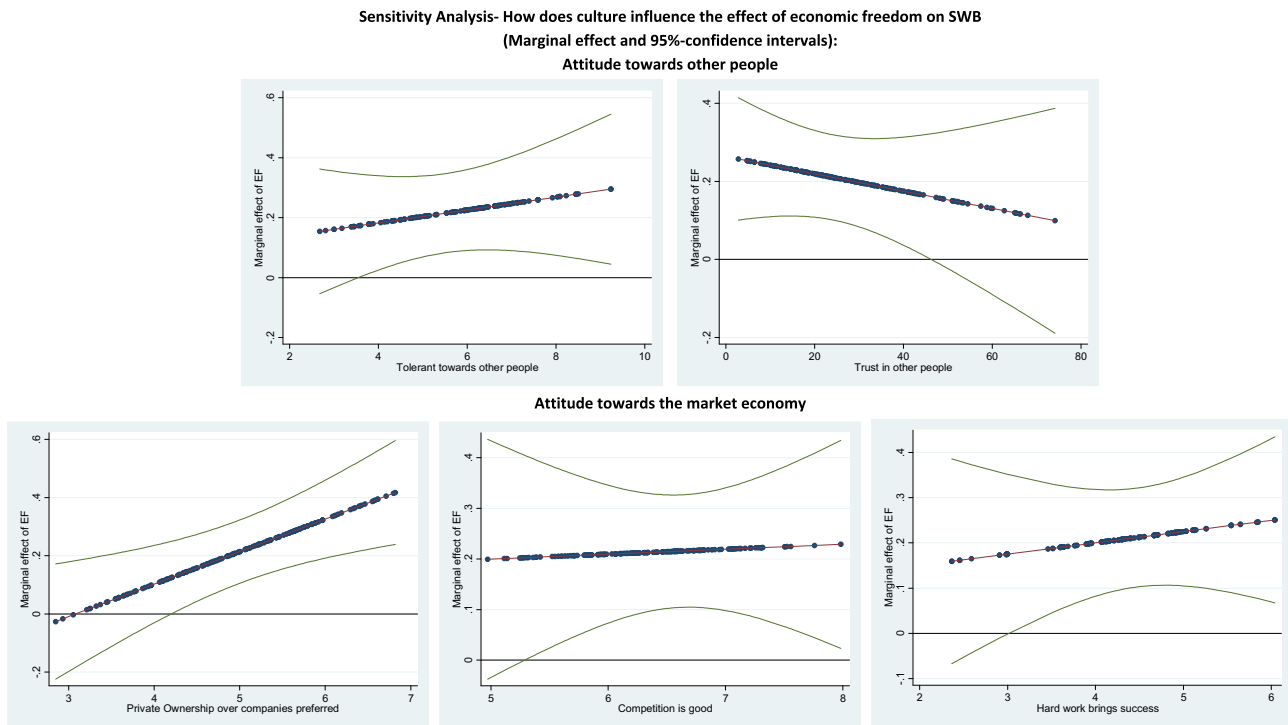 Sensitivity Analysis- How does culture influence the effect of economic freedom on SWB
(Marginal effect and 95%-confidence intervals):
Attitude towards other people
Marginal effect of EF
.6
.4
.2
0
-.2
2 4 6 8 10
Tolerant towards other people
Marginal effect of EF
.4
.2
0
-.2
0 20 40 60 80
Trust in other people
Attitude towards the market economy
Marginal effect of EF
.6
.4
.2
0
-.2
3 4 5 6 7
Private Ownership over companies preferred
Marginal effect of EF
.4
.3
.2
.1
0
5 6 7 8
Competition is good
Marginal effect of EF
.4
.3
.2
.1
0
-.1
2 3 4 5 6
Hard work brings success